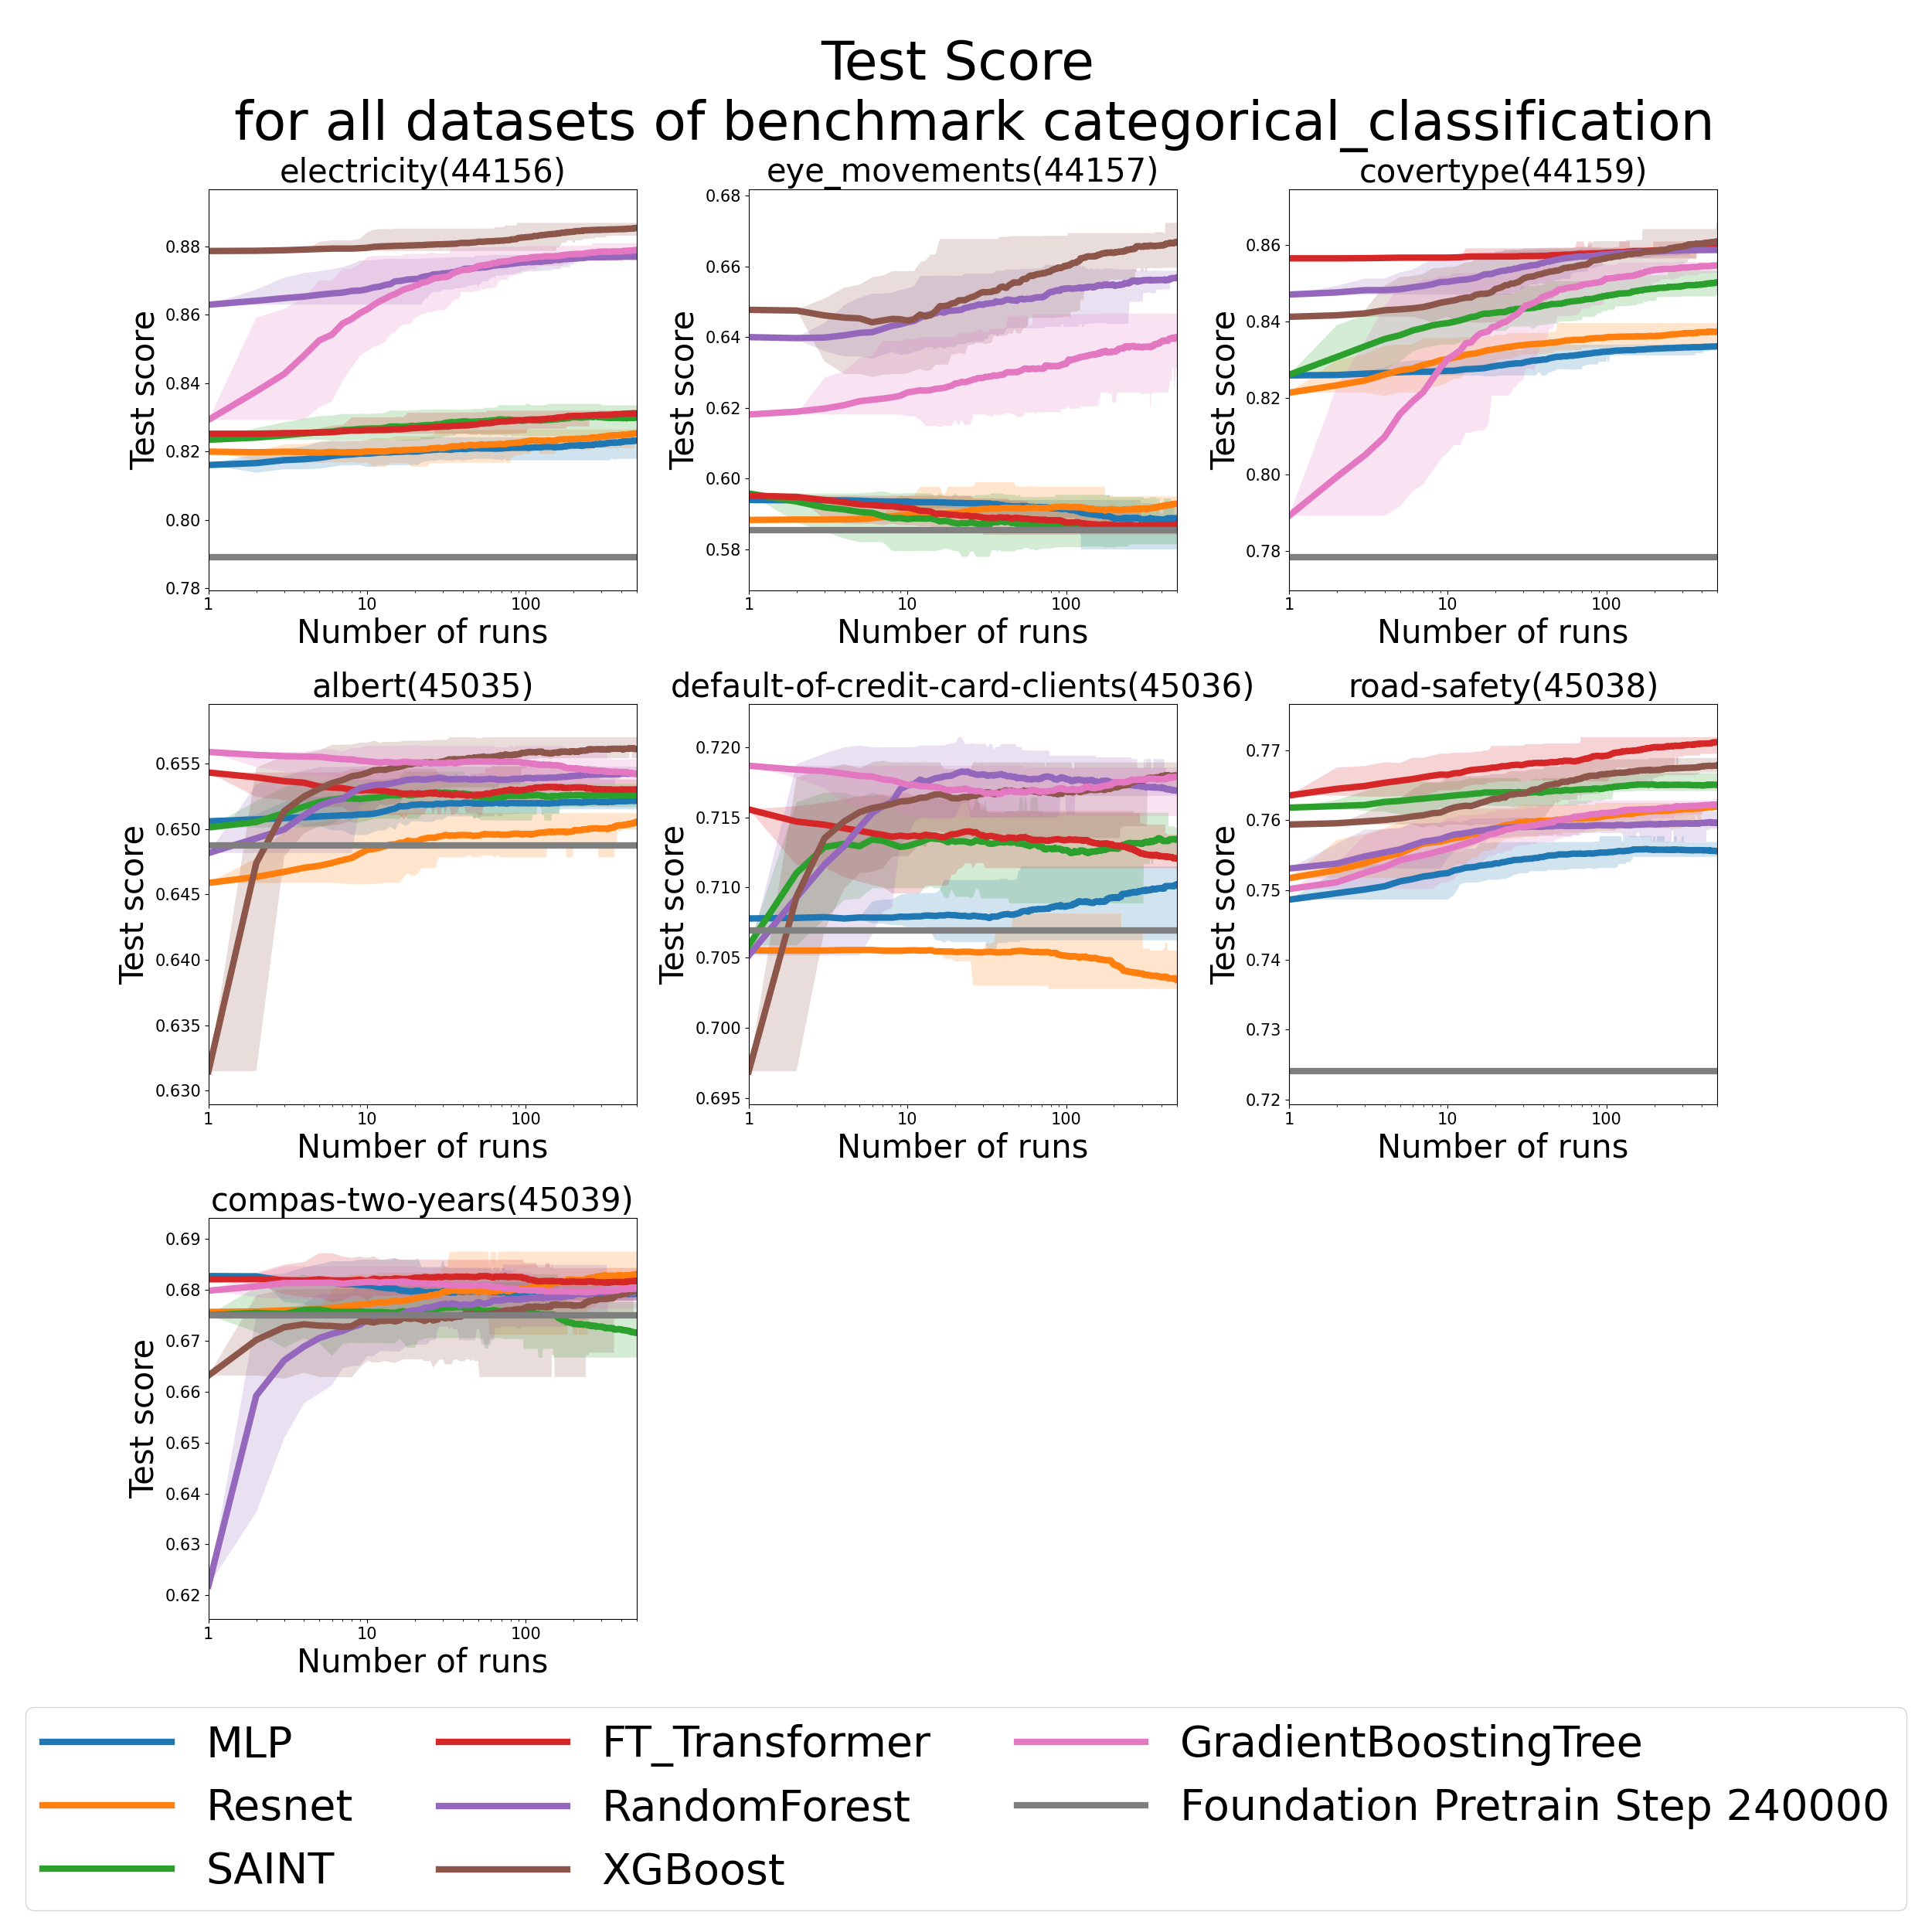 Test Score
for all datasets of benchmark categorical_classification
electricity(44156)
eye_movements(44157)
covertype(44159)
0.88
0.86
0.84
0.82
0.80
0.78
Test score
1
10
100
Number of runs
0.68
0.66
0.64
0.62
0.60
0.58
Test score
1
10
100
Number of runs
0.86
0.84
0.82
0.80
0.78
Test score
1
10
100
Number of runs
albert(45035)
default-of-credit-card-clients(45036)
road-safety(45038)
0.655
0.650
0.645
0.640
0.635
0.630
Test score
1
10
100
Number of runs
0.720
0.715
0.710
0.705
0.700
0.695
Test score
1
10
100
Number of runs
0.77
0.76
0.75
0.74
0.73
0.72
Test score
1
10
100
Number of runs
compas-two-years(45039)
0.69
0.68
0.67
0.66
0.65
0.64
0.63
0.62
Test score
1
10
100
Number of runs
MLP
Resnet
SAINT
FT_Transformer
RandomForest
XGBoost
GradientBoostingTree
Foundation Pretrain Step 240000